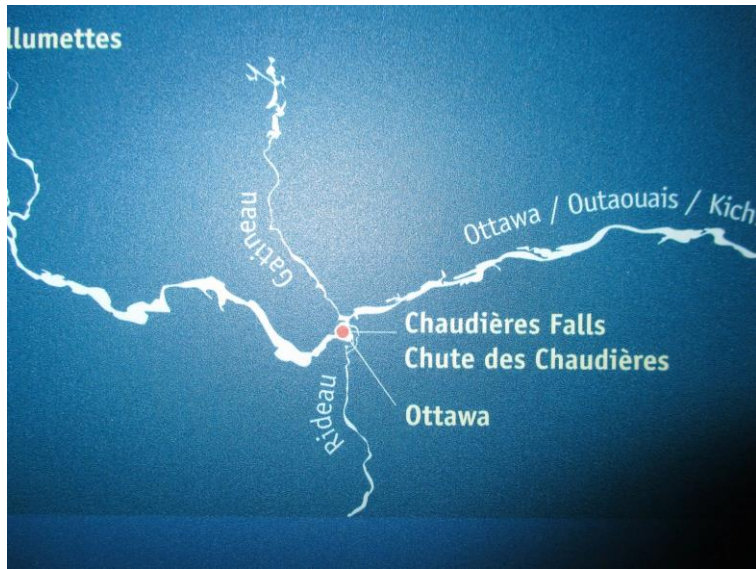 llumettes
Gatineau
Ottawa / Outaouais / Kich
Chaudières Falls
Chute des Chaudières
Ottawa
Rideau